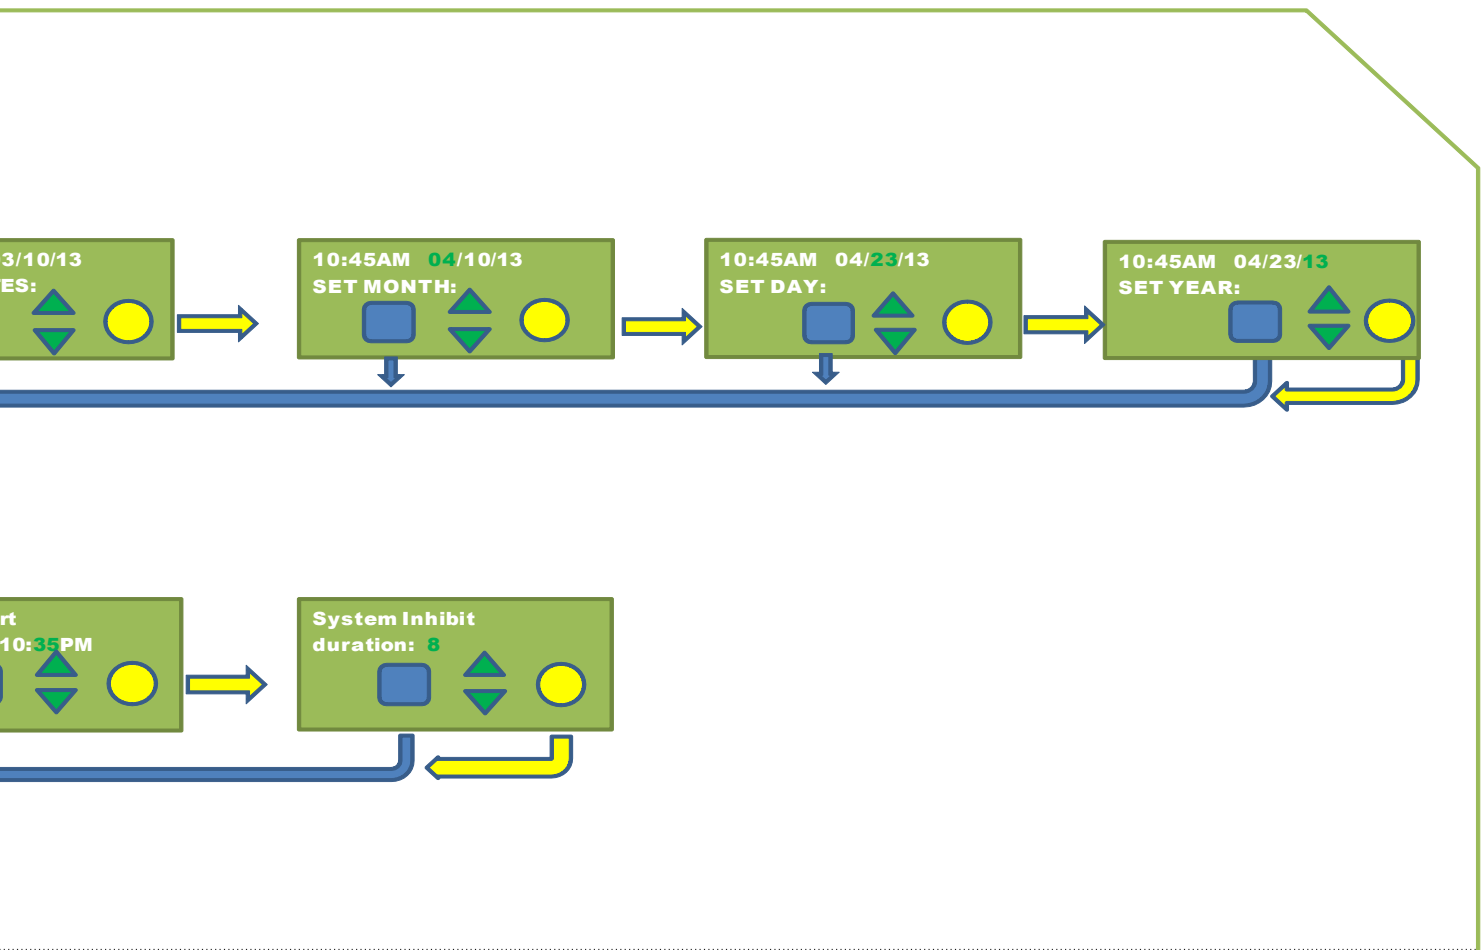 3/10/13
ES:
10:45AM 04/10/13
SET MONTH:
10:45AM 04/23/13
SET DAY:
10:45AM 04/23/13
SET YEAR:
rt
10:35PM
System Inhibit
duration: 8